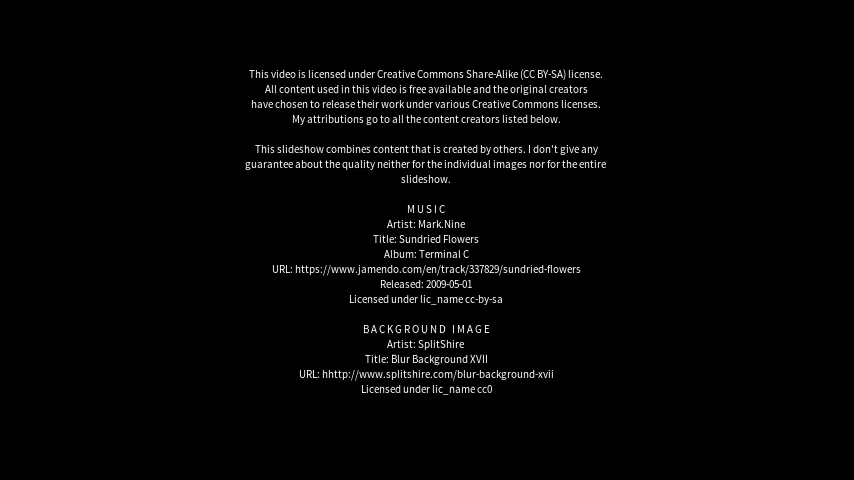 This video is licensed under Creative Commons Share-Alike (CC BY-SA) license.
All content used in this video is free available and the original creators
have chosen to release their work under various Creative Commons licenses.
My attributions go to all the content creators listed below.
This slideshow combines content that is created by others. I don't give any
guarantee about the quality neither for the individual images nor for the entire
slideshow.
MUSIC
Artist: Mark.Nine
Title: Sundried Flowers
Album: Terminal C
URL: https://www.jamendo.com/en/track/337829/sundried-flowers
Released: 2009-05-01
Licensed under lic_name cc-by-sa
BACKGROUND IMAGE
Artist: SplitShire
Title: Blur Background XVII
URL: hhttp://www.splitshire.com/blur-background-xvii
Licensed under lic_name cc0